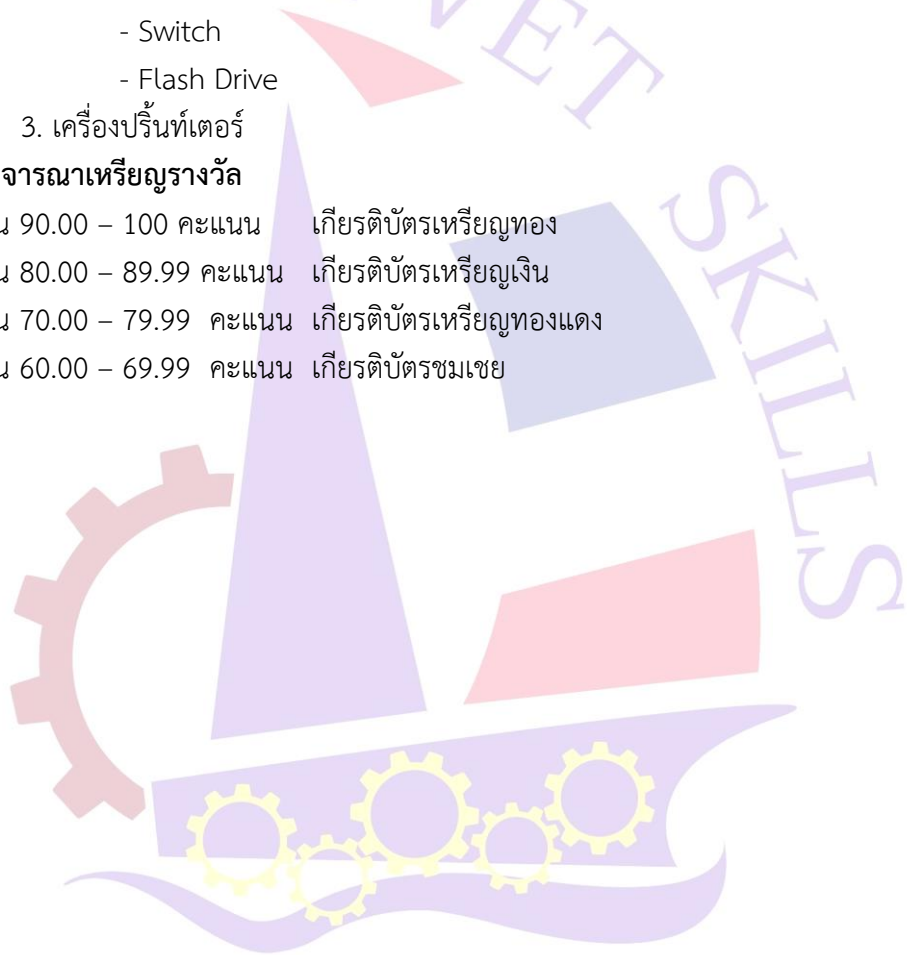 - Switch
- Flash Drive
3. เครื่องปริ้นท์เตอร์
จารณาเหรียญรางวัล
น 90.00 – 100 คะแนน เกียรติบัตรเหรียญทอง
น 80.00 – 89.99 คะแนน เกียรติบัตรเหรียญเงิน
น 70.00 – 79.99 คะแนน เกียรติบัตรเหรียญทองแดง
น 60.00 – 69.99 คะแนน เกียรติบัตรชมเชย
VET SKILLS